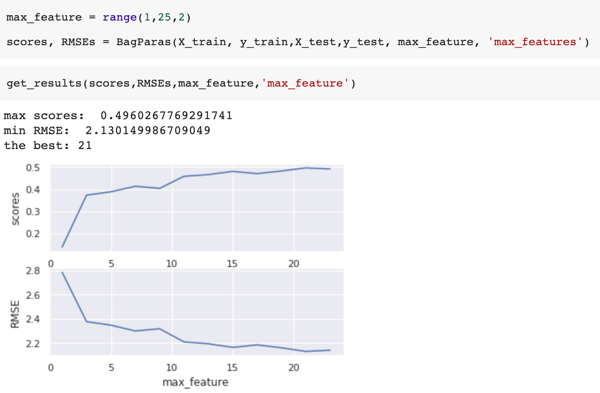 max_feature = range(1,25,2)
scores, RMSEs = BagParas(X_train, y_train,X_test,y_test, max_feature, 'max_features')
get_results(scores,RMSEs,max_feature,'max_feature')
max scores:  0.4960267769291741
min RMSE:  2.130149986709049
the best: 21
0.5
0.4
0.3
0.2
scores
0 5 10 15 20
2.8
2.6
2.4
2.2
RMSE
0 5 10 15 20
max_feature